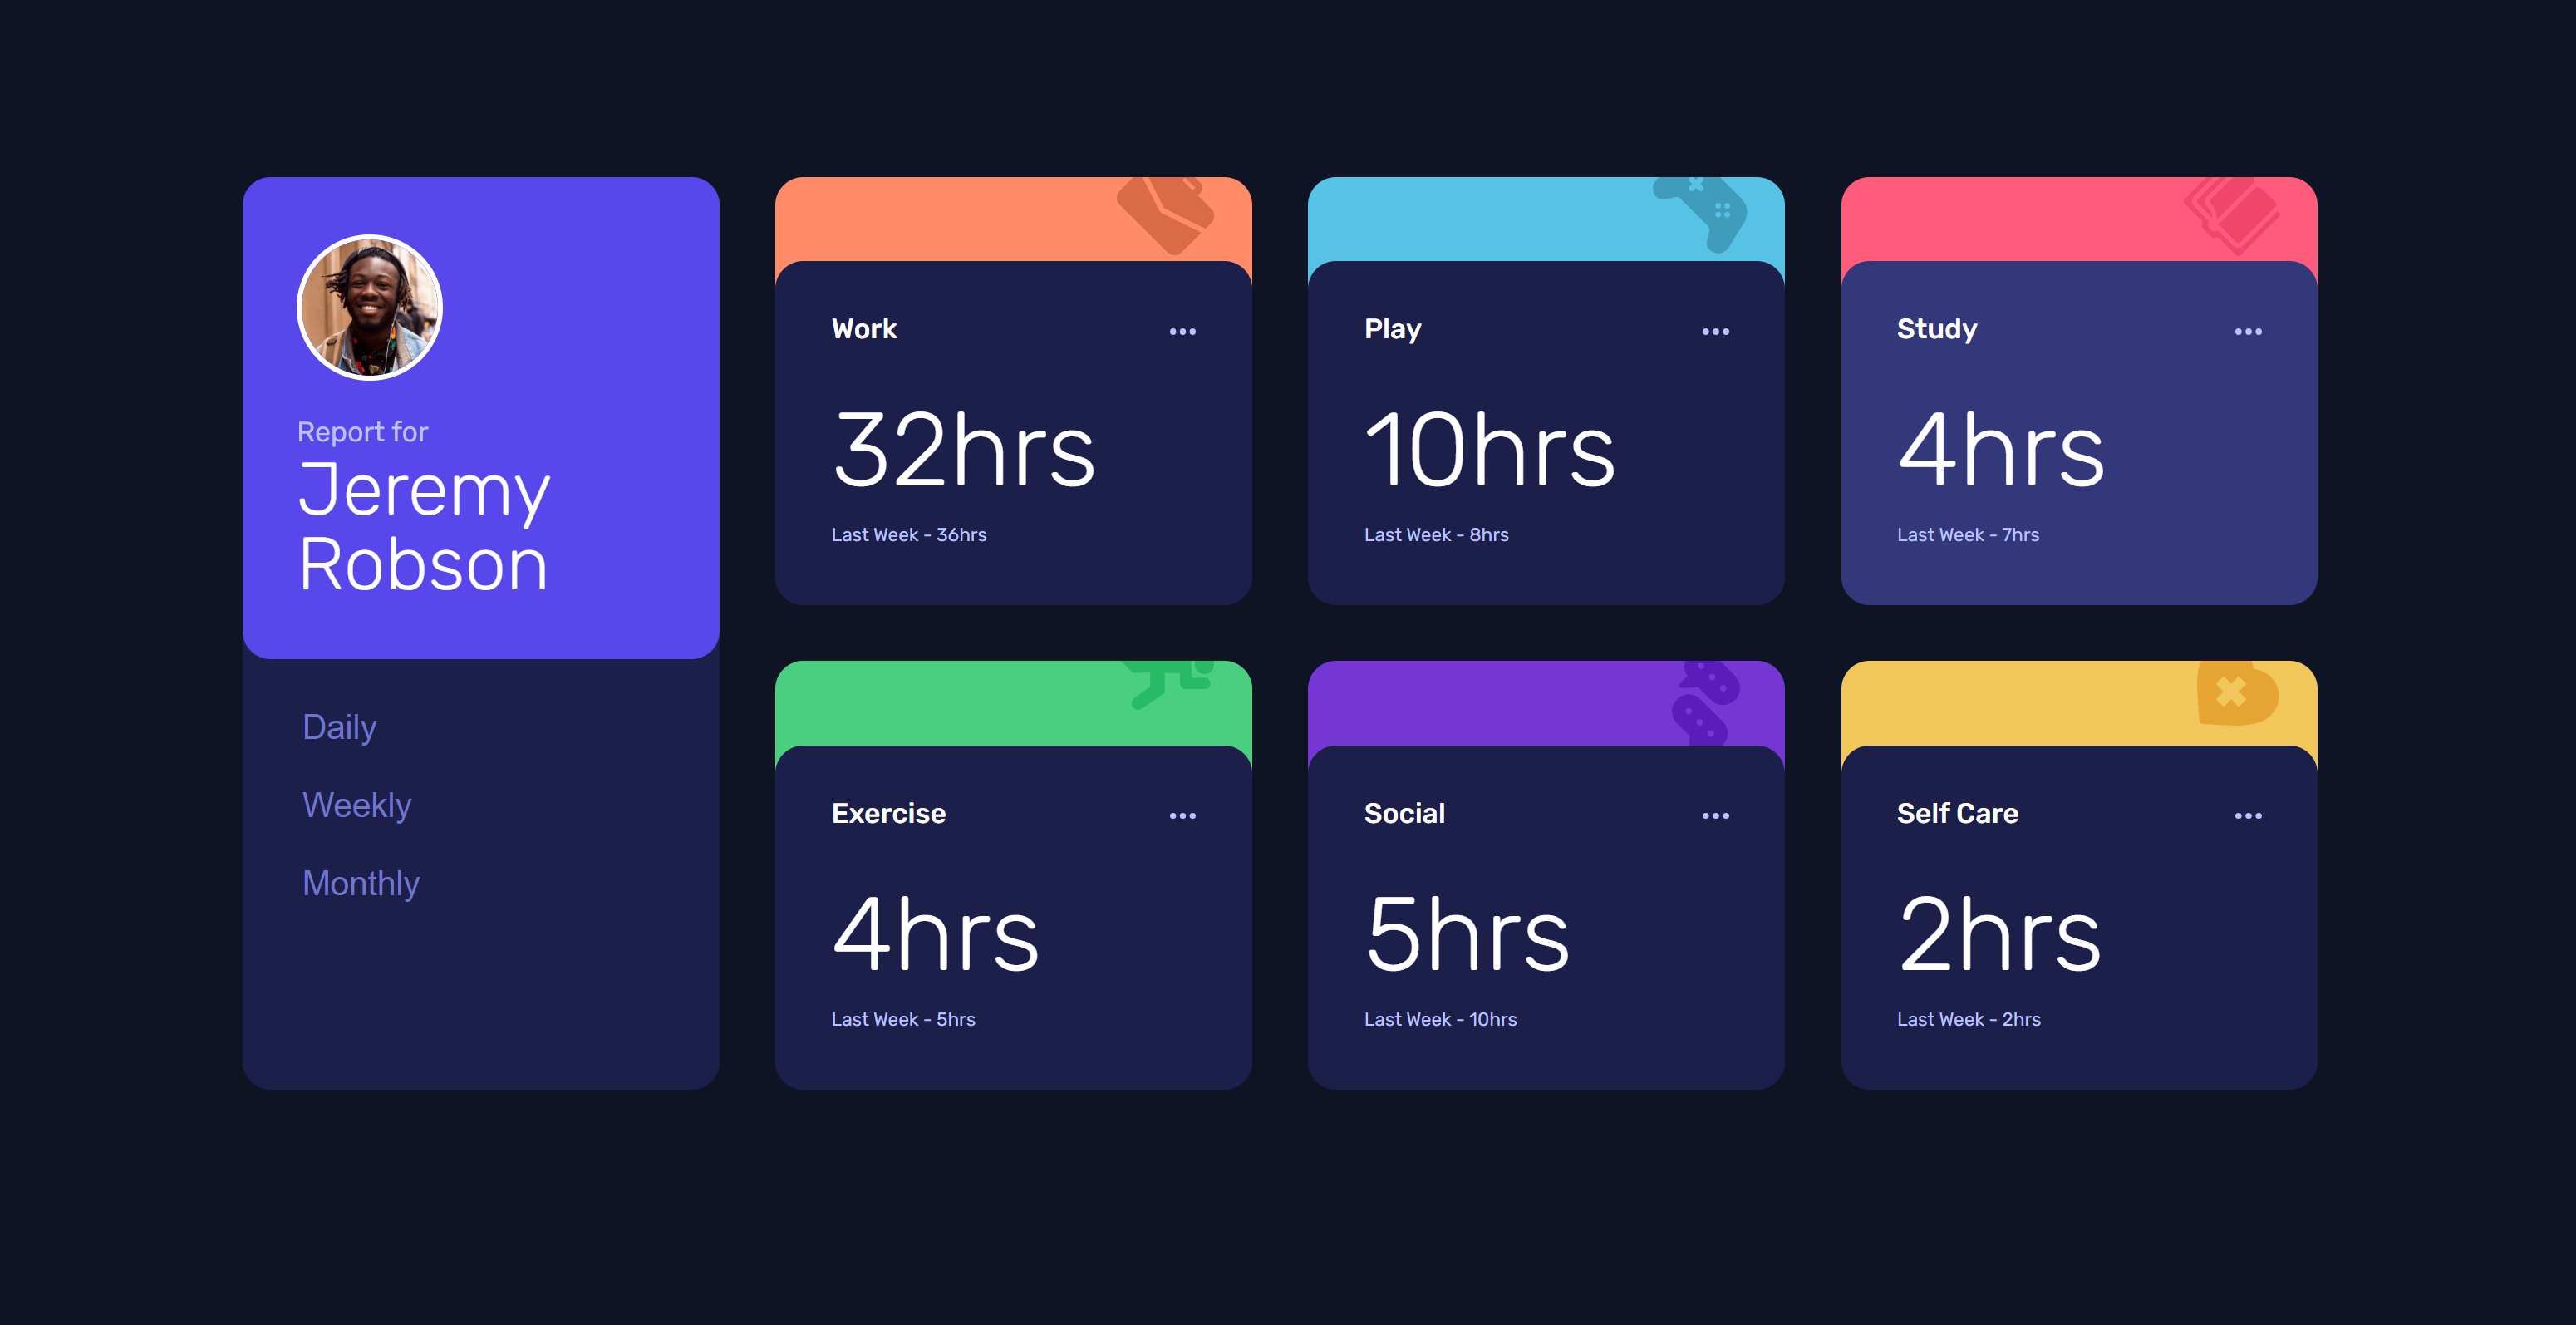 Report for
Jeremy
Robson
Daily
Weekly
Monthly
Work
32hrs
Last Week - 36hrs
Play
10hrs
Last Week - 8hrs
Study
4hrs
Last Week - 7hrs
Exercise
4hrs
Last Week - 5hrs
Social
5hrs
Last Week - 10hrs
Self Care
2hrs
Last Week - 2hrs